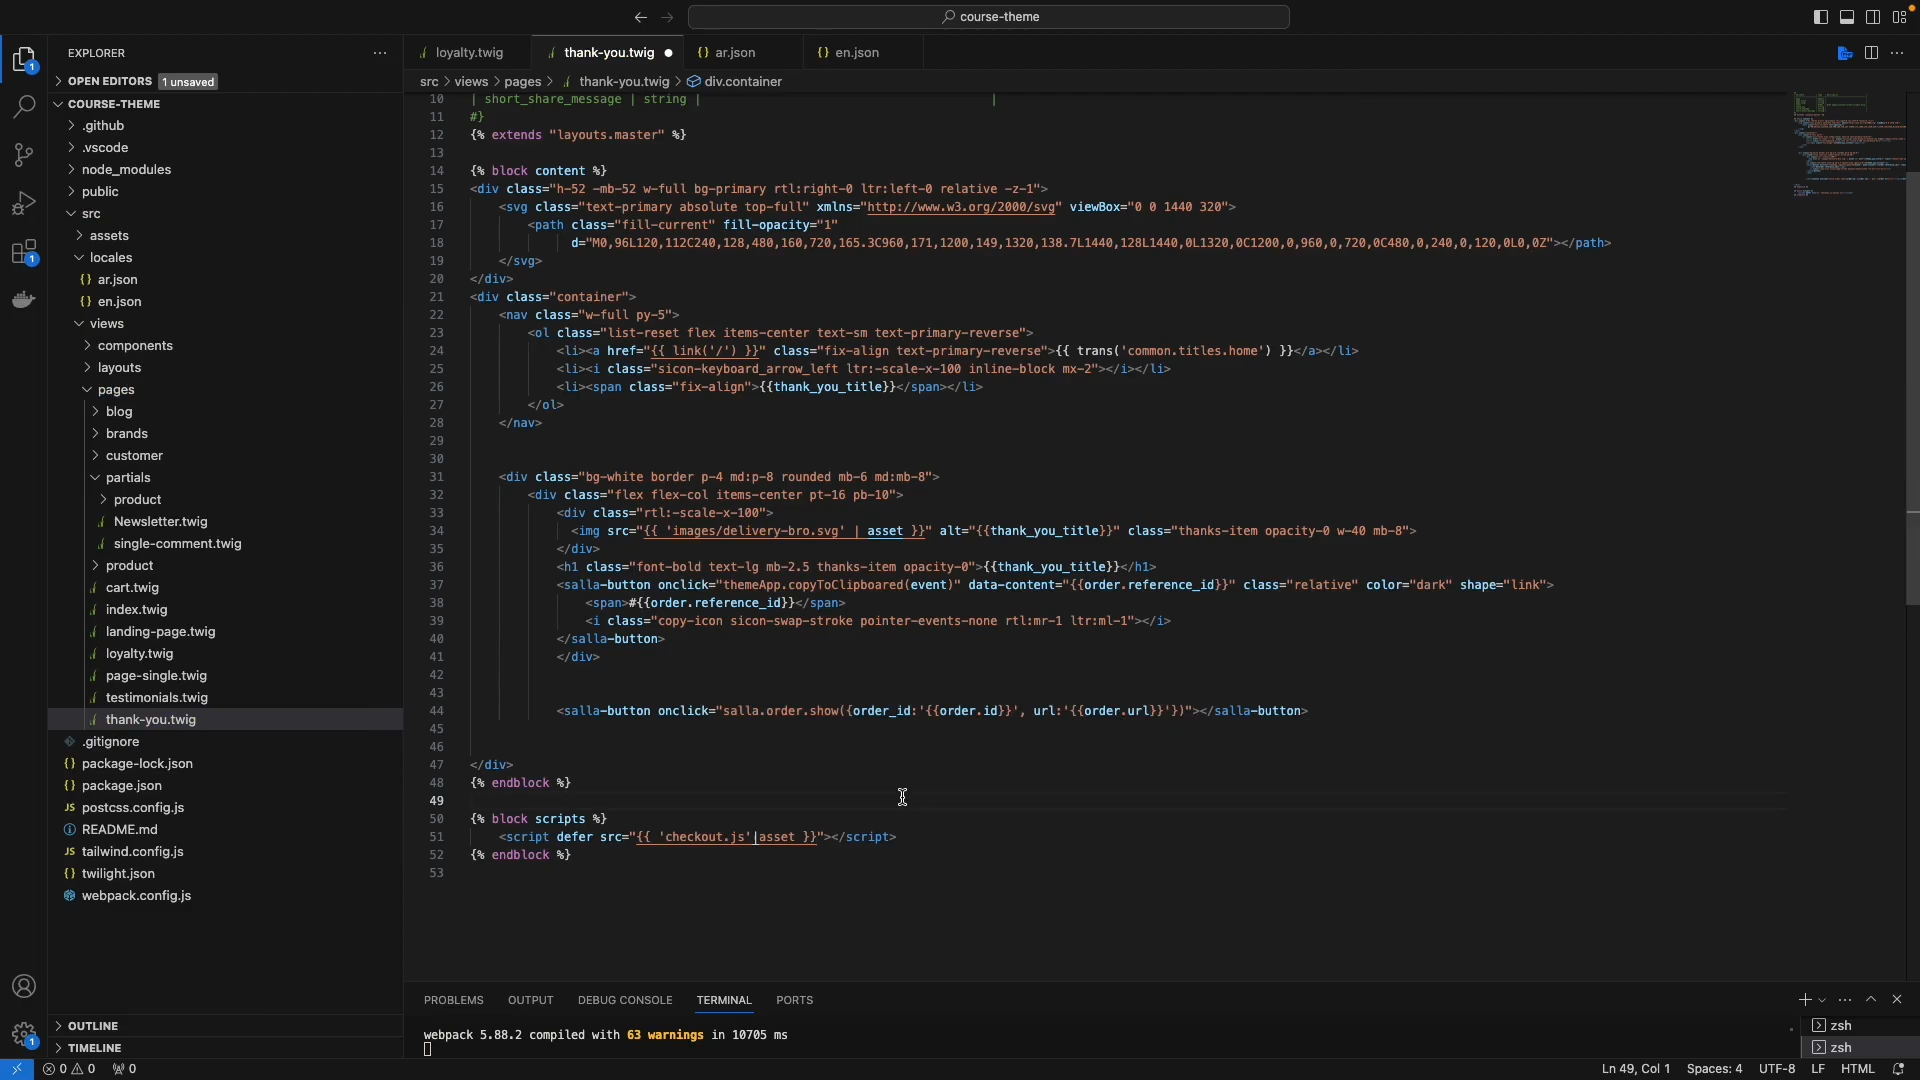 course-theme
EXPLORER
OPEN EDITORS 1 unsaved
COURSE-THEME
.github
.vscode
node_modules
public
src
assets
locales
{} ar.json
{} en.json
views
components
layouts
pages
blog
brands
customer
partials
product
Newsletter.twig
single-comment.twig
product
cart.twig
index.twig
landing-page.twig
loyalty.twig
page-single.twig
testimonials.twig
thank-you.twig
.gitignore
{} package-lock.json
{} package.json
JS postcss.config.js
README.md
JS tailwind.config.js
{} twilight.json
webpack.config.js
OUTLINE
TIMELINE
loyalty.twig
thank-you.twig
{} ar.json
{} en.json
src > views > pages > thank-you.twig > div.container
10 | short_share_message | string | |
11 #}
12 {% extends "layouts.master" %}
13
14 {% block content %}
15 <div class="h-52 -mb-52 w-full bg-primary rtl:right-0 ltr:left-0 relative -z-1">
16 <svg class="text-primary absolute top-full" xmlns="http://www.w3.org/2000/svg" viewBox="0 0 1440 320">
17 <path class="fill-current" fill-opacity="1"
18 d="M0,96L120,112C240,128,480,160,720,165.3C960,171,1200,149,1320,138.7L1440,128L1440,0L1320,0C1200,0,960,0,720,0C480,0,240,0,120,0L0,0Z"></path>
19 </svg>
20 </div>
21 <div class="container">
22 <nav class="w-full py-5">
23 <ol class="list-reset flex items-center text-sm text-primary-reverse">
24 <li><a href="{{ link('/') }}" class="fix-align text-primary-reverse">{{ trans('common.titles.home') }}</a></li>
25 <li><i class="sicon-keyboard_arrow_left ltr:-scale-x-100 inline-block mx-2"></i></li>
26 <li><span class="fix-align">{{thank_you_title}}</span></li>
27 </ol>
28 </nav>
29
30
31 <div class="bg-white border p-4 md:p-8 rounded mb-6 md:mb-8">
32 <div class="flex flex-col items-center pt-16 pb-10">
33 <div class="rtl:-scale-x-100">
34 <img src="{{ 'images/delivery-bro.svg' | asset }}" alt="{{thank_you_title}}" class="thanks-item opacity-0 w-40 mb-8">
35 </div>
36 <h1 class="font-bold text-lg mb-2.5 thanks-item opacity-0">{{thank_you_title}}</h1>
37 <salla-button onclick="themeApp.copyToClipboared(event)" data-content="{{order.reference_id}}" class="relative" color="dark" shape="link">
38 <span>#{{order.reference_id}}</span>
39 <i class="copy-icon sicon-swap-stroke pointer-events-none rtl:mr-1 ltr:ml-1"></i>
40 </salla-button>
41 </div>
42
43
44 <salla-button onclick="salla.order.show({order_id:'{{order.id}}', url:'{{order.url}}'})"></salla-button>
45
46
47 </div>
48 {% endblock %}
49
50 {% block scripts %}
51 <script defer src="{{ 'checkout.js'|asset }}"></script>
52 {% endblock %}
53
PROBLEMS OUTPUT DEBUG CONSOLE TERMINAL PORTS
webpack 5.88.2 compiled with 63 warnings in 10705 ms
zsh
zsh
0 0 0
Ln 49, Col 1 Spaces: 4 UTF-8 LF HTML